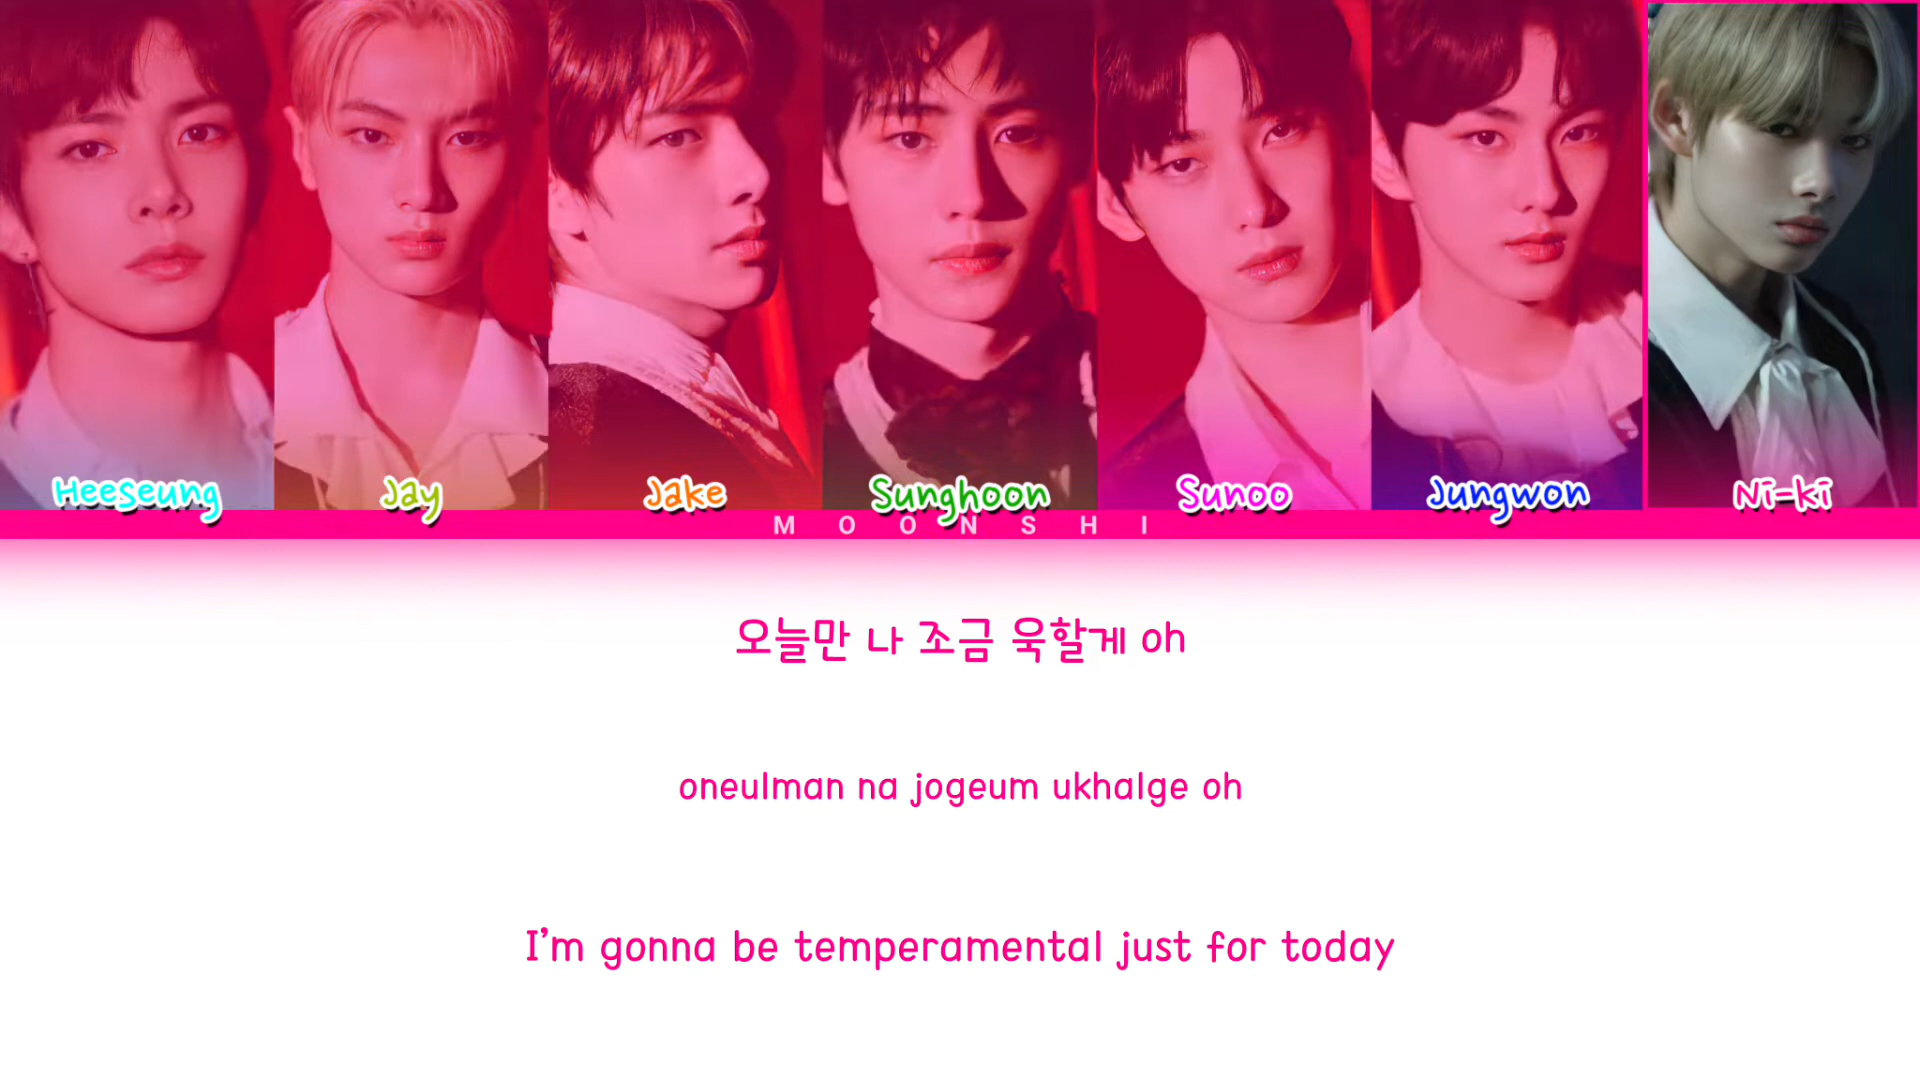 Heeseung
Jay
Jake
Sunghoon
Sunoo
Jungwon
Ni-ki
MOONSHI
오늘만 나 조금 욱할게 oh
oneulman na jogeum ukhalge oh
I'm gonna be temperamental just for today